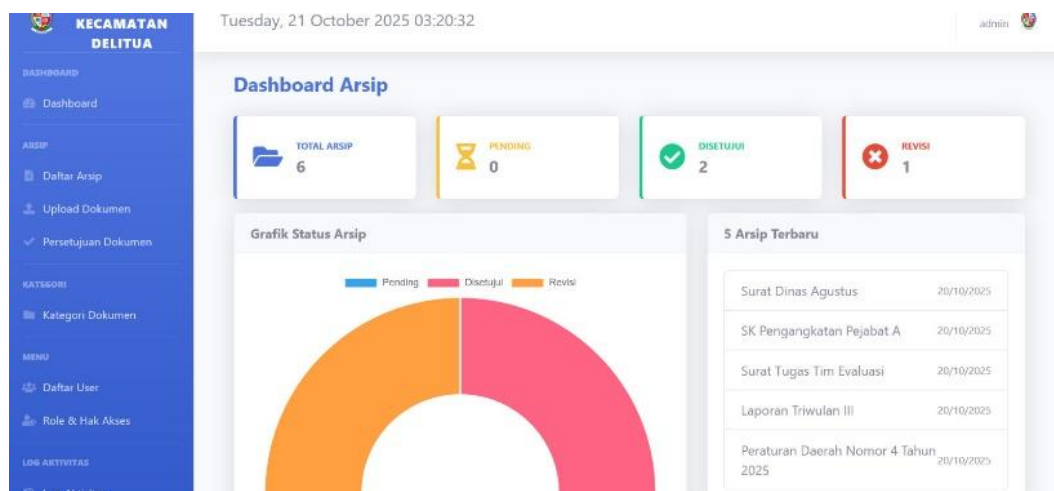 KECAMATAN
DELITUA
DASHBOARD
Dashboard
ARSIP
Daftar Arsip
Upload Dokumen
Persetujuan Dokumen
KATEGORI
Kategori Dokumen
MENU
Daftar User
Role & Hak Akses
LOG AKTIVITAS
Tuesday, 21 October 2025 03:20:32
admin
Dashboard Arsip
TOTAL ARSIP
6
PENDING
0
DISETUJUI
2
REVISI
1
Grafik Status Arsip
Pending Disetujui Revisi
5 Arsip Terbaru
Surat Dinas Agustus 20/10/2025
SK Pengangkatan Pejabat A 20/10/2025
Surat Tugas Tim Evaluasi 20/10/2025
Laporan Triwulan III 20/10/2025
Peraturan Daerah Nomor 4 Tahun
2025 20/10/2025